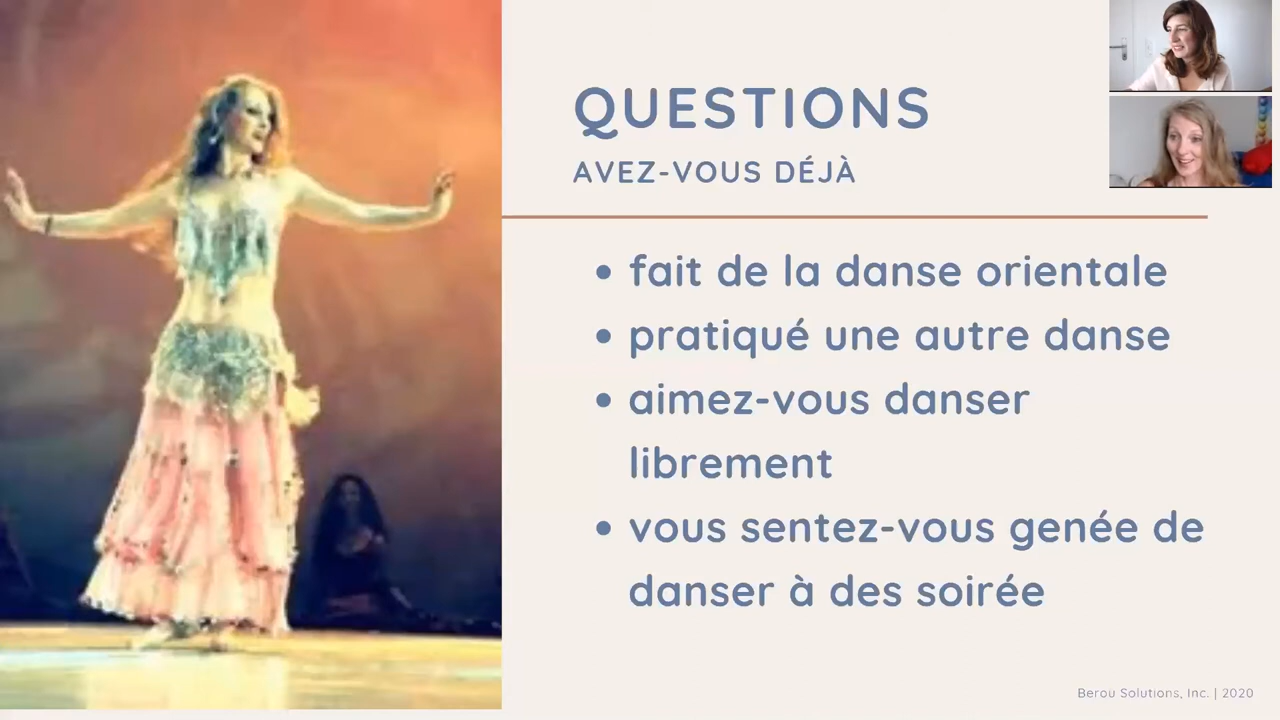 QUESTIONS
AVEZ-VOUS DÉJÀ
• fait de la danse orientale
• pratiqué une autre danse
• aimez-vous danser
librement
• vous sentez-vous genée de
danser à des soirée
Berou Solutions, Inc. | 2020